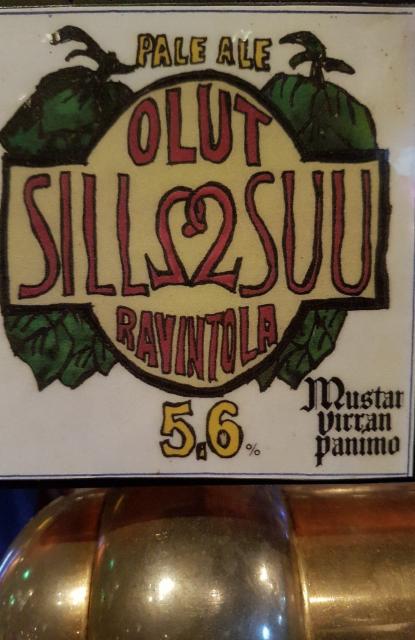 PALE ALE
OLUT
SILL SUU
RAVINTOLA
5.6 %
Mustan
virran
panimo